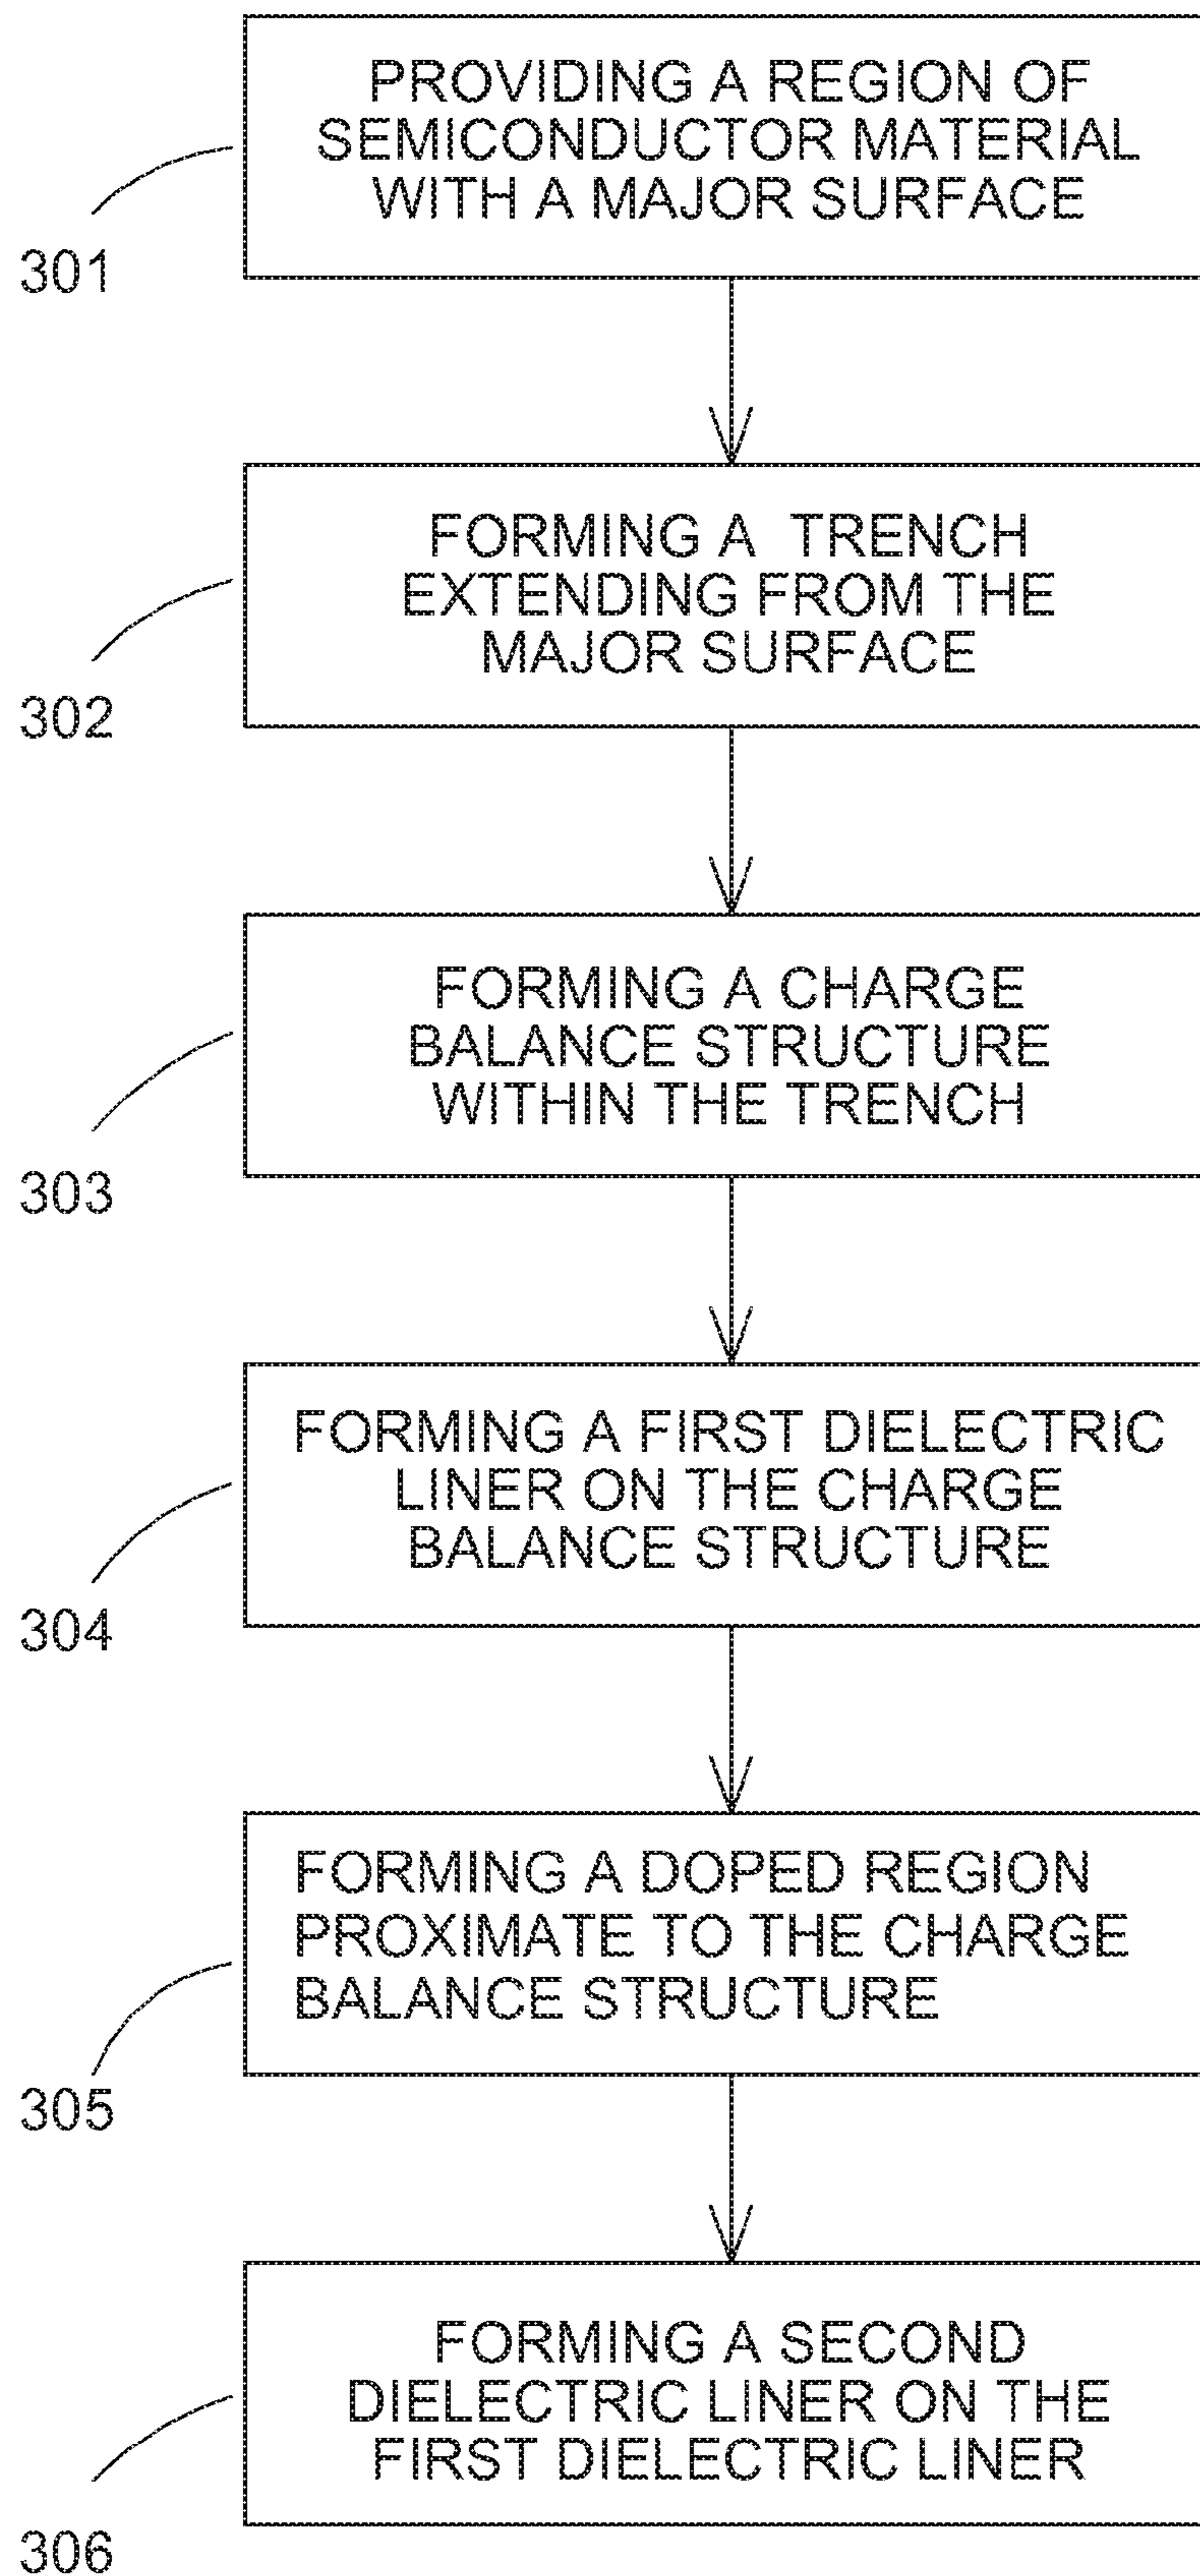 PROVIDING A REGION OF
SEMICONDUCTOR MATERIAL
WITH A MAJOR SURFACE
301
FORMING A TRENCH
EXTENDING FROM THE
MAJOR SURFACE
302
FORMING A CHARGE
BALANCE STRUCTURE
WITHIN THE TRENCH
303
FORMING A FIRST DIELECTRIC
LINER ON THE CHARGE
BALANCE STRUCTURE
304
FORMING A DOPED REGION
PROXIMATE TO THE CHARGE
BALANCE STRUCTURE
305
FORMING A SECOND
DIELECTRIC LINER ON THE
FIRST DIELECTRIC LINER
306